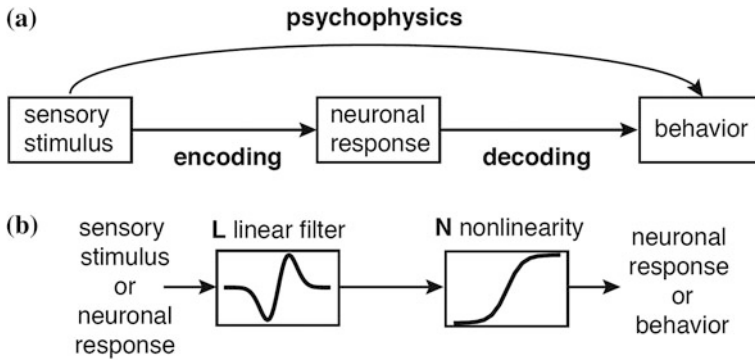 (a)
psychophysics
sensory
stimulus
encoding
neuronal
response
decoding
behavior
(b)
sensory
stimulus
or
neuronal
response
L linear filter
N nonlinearity
neuronal
response
or
behavior